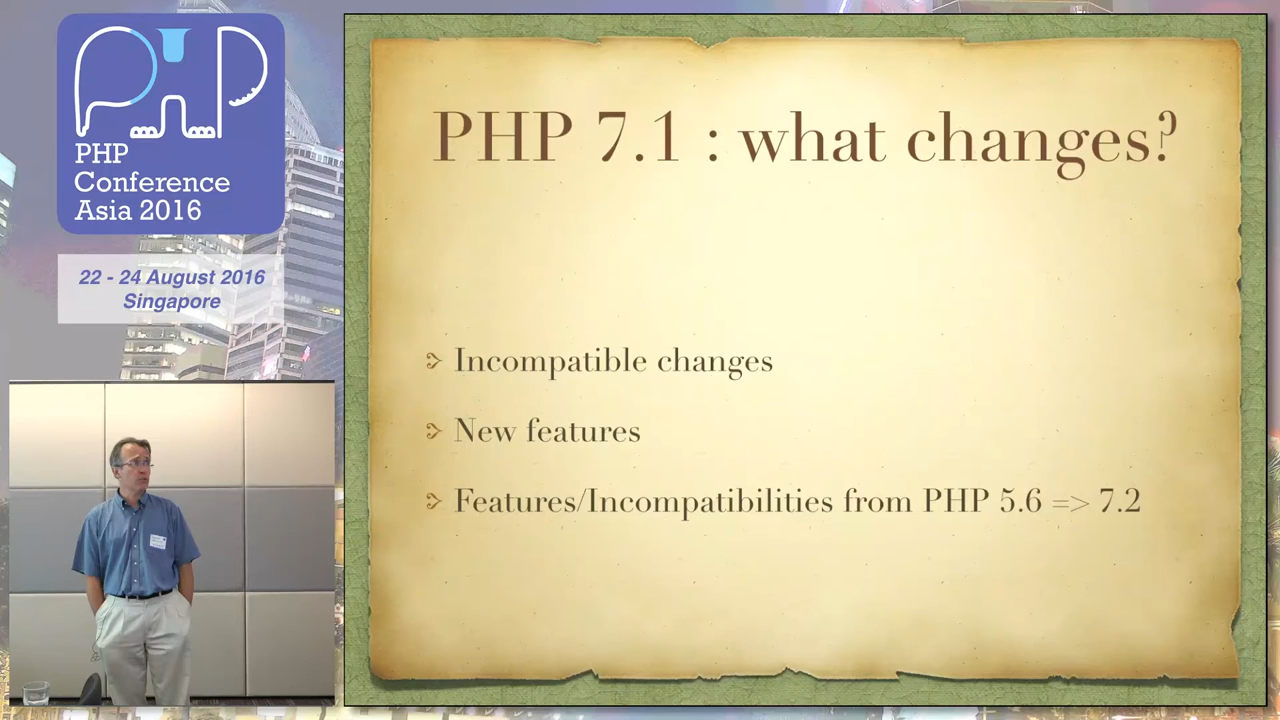 PHP
PHP
Conference
Asia 2016
22 - 24 August 2016
Singapore
PHP 7.1 : what changes?
Incompatible changes
New features
Features/Incompatibilities from PHP 5.6 => 7.2